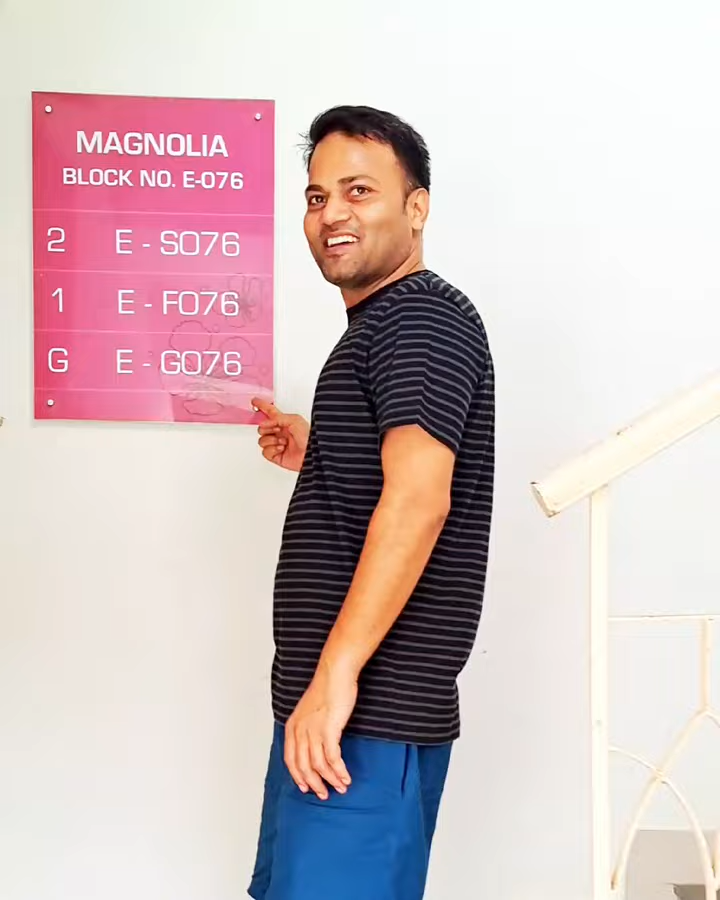 MAGNOLIA
BLOCK NO. E-076
2 E - S076
1 E - F076
G E - G076